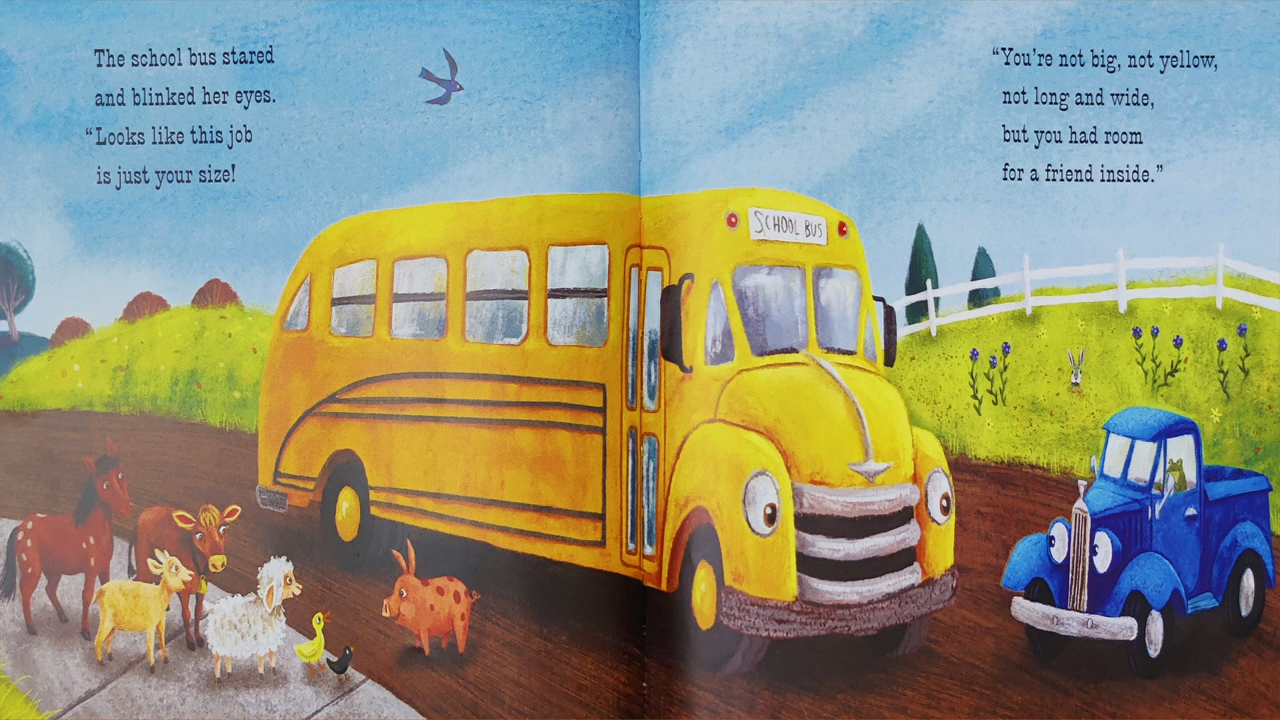 The school bus stared
and blinked her eyes.
“Looks like this job
is just your size!
SCHOOL BUS
“You’re not big, not yellow,
not long and wide,
but you had room
for a friend inside.”